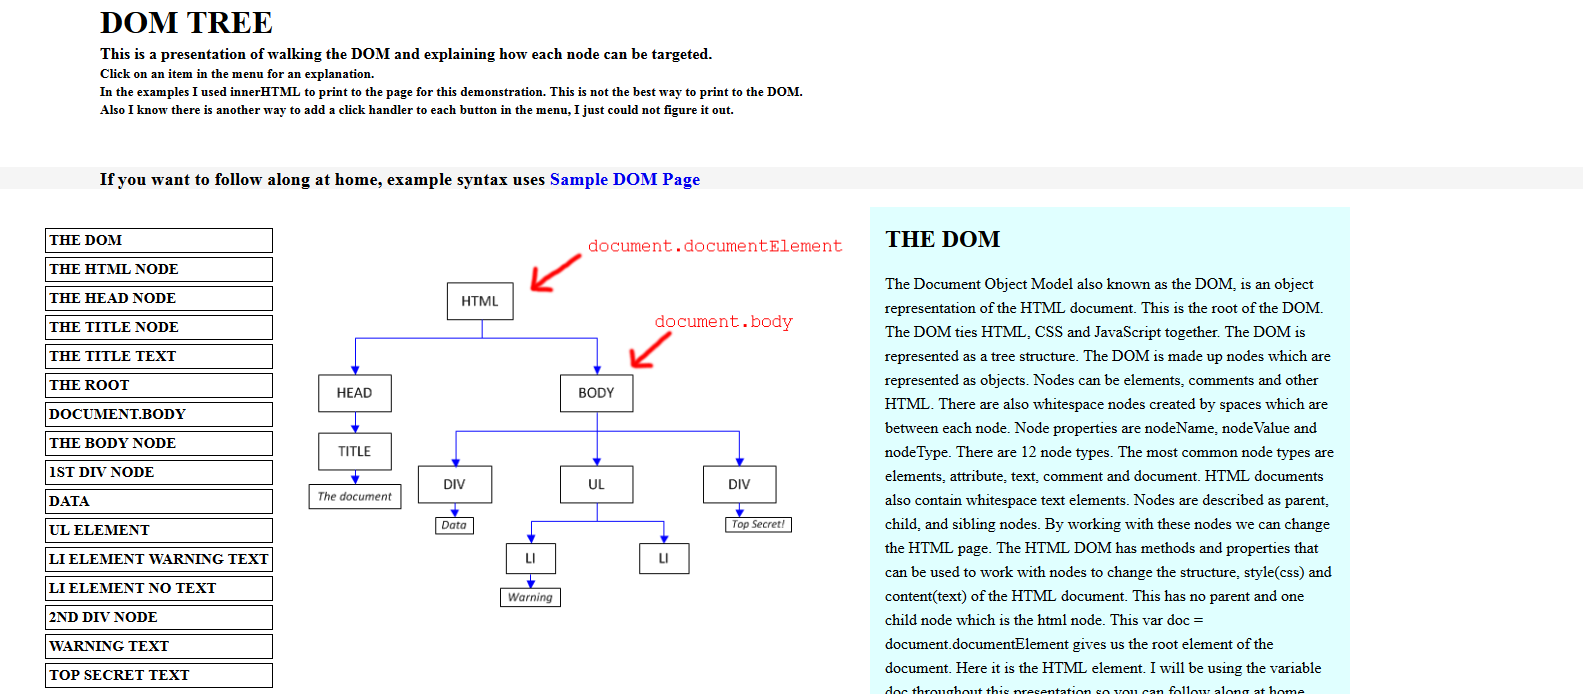 DOM TREE
This is a presentation of walking the DOM and explaining how each node can be targeted.
Click on an item in the menu for an explanation.
In the examples I used innerHTML to print to the page for this demonstration. This is not the best way to print to the DOM.
Also I know there is another way to add a click handler to each button in the menu, I just could not figure it out.
If you want to follow along at home, example syntax uses Sample DOM Page
THE DOM
THE HTML NODE
THE HEAD NODE
THE TITLE NODE
THE TITLE TEXT
THE ROOT
DOCUMENT.BODY
THE BODY NODE
1ST DIV NODE
DATA
UL ELEMENT
LI ELEMENT WARNING TEXT
LI ELEMENT NO TEXT
2ND DIV NODE
WARNING TEXT
TOP SECRET TEXT
document.documentElement
HTML
document.body
HEAD
BODY
TITLE
The document
DIV
UL
DIV
Data
Top Secret!
LI
LI
Warning
THE DOM
The Document Object Model also known as the DOM, is an object
representation of the HTML document. This is the root of the DOM.
The DOM ties HTML, CSS and JavaScript together. The DOM is
represented as a tree structure. The DOM is made up nodes which are
represented as objects. Nodes can be elements, comments and other
HTML. There are also whitespace nodes created by spaces which are
between each node. Node properties are nodeName, nodeValue and
nodeType. There are 12 node types. The most common node types are
elements, attribute, text, comment and document. HTML documents
also contain whitespace text elements. Nodes are described as parent,
child, and sibling nodes. By working with these nodes we can change
the HTML page. The HTML DOM has methods and properties that
can be used to work with nodes to change the structure, style(css) and
content(text) of the HTML document. This has no parent and one
child node which is the html node. This var doc =
document.documentElement gives us the root element of the
document. Here it is the HTML element. I will be using the variable
doc throughout this presentation so you can follow along at home